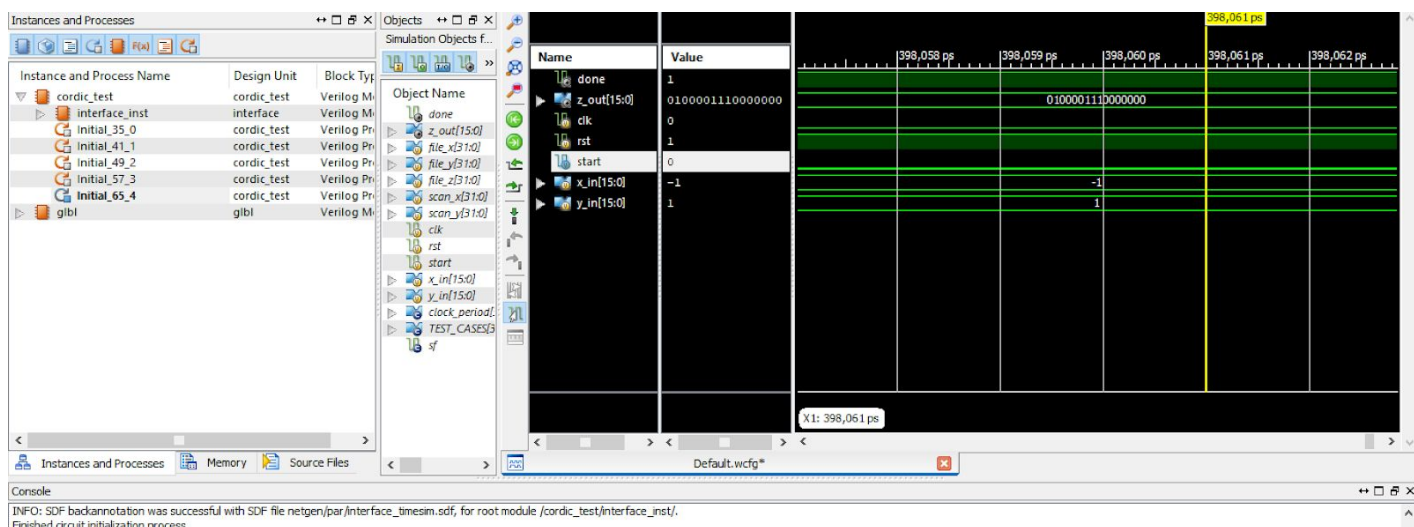 Instances and Processes
Instance and Process Name Design Unit Block Typ
cordic_test cordic_test Verilog M
interface_inst interface Verilog M
Initial_35_0 cordic_test Verilog Pr
Initial_41_1 cordic_test Verilog Pr
Initial_49_2 cordic_test Verilog Pr
Initial_57_3 cordic_test Verilog Pr
Initial_65_4 cordic_test Verilog Pr
glbl glbl Verilog M
Instances and Processes Memory Source Files
Objects
Simulation Objects f...
Object Name
done
z_out[15:0]
file_x[31:0]
file_y[31:0]
file_z[31:0]
scan_x[31:0]
scan_y[31:0]
clk
rst
start
x_in[15:0]
y_in[15:0]
clock_period[
TEST_CASES[3
sf
Name Value
done 1
z_out[15:0] 0100001110000000
clk 0
rst 1
start 0
x_in[15:0] -1
y_in[15:0] 1
398,061 ps
398,058 ps 398,059 ps 398,060 ps 398,061 ps 398,062 ps
0100001110000000
-1
1
X1: 398,061 ps
Default.wcfg*
Console
INFO: SDF backannotation was successful with SDF file netgen/par/interface_timesim.sdf, for root module /cordic_test/interface_inst/.
Finished circuit initialization process.